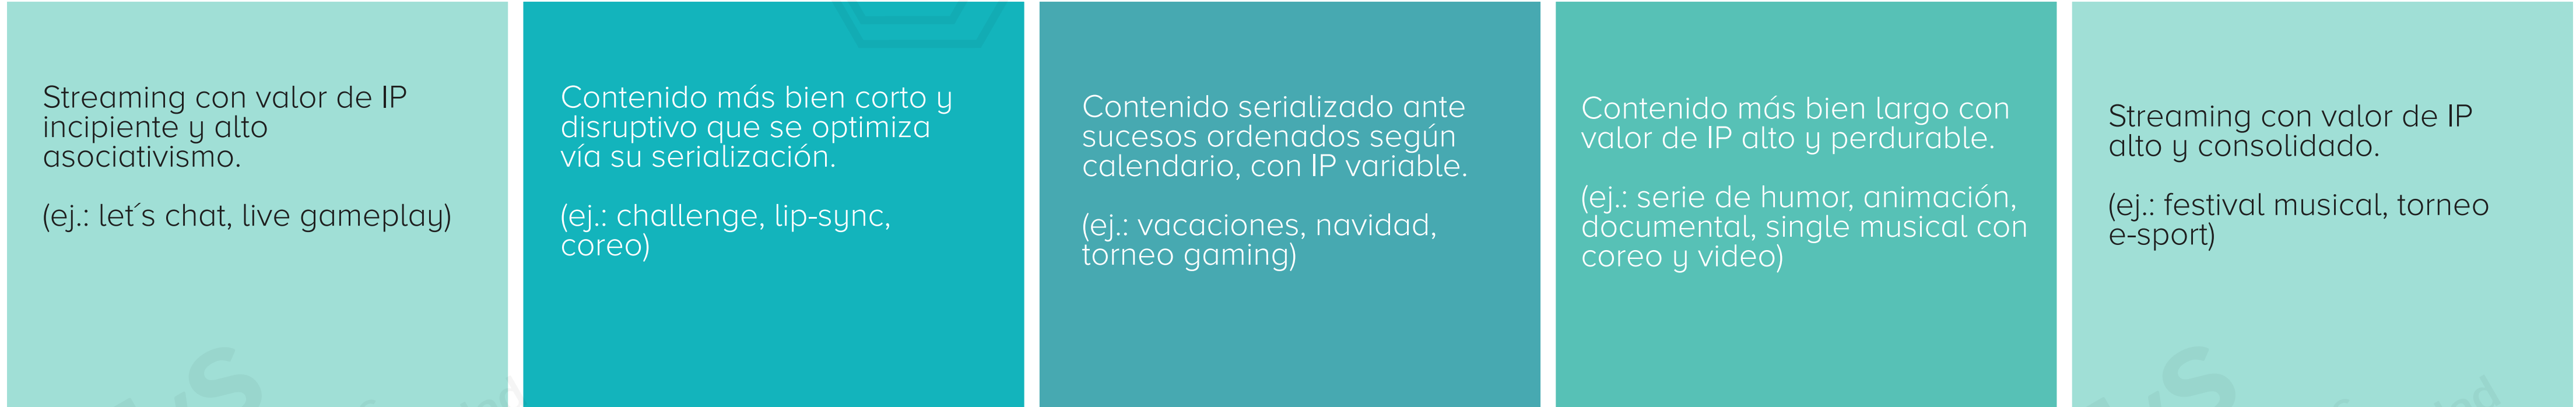 Streaming con valor de IP
incipiente y alto
asociativismo.
(ej.: let´s chat, live gameplay)
Contenido más bien corto y
disruptivo que se optimiza
vía su serialización.
(ej.: challenge, lip-sync,
coreo)
Contenido serializado ante
sucesos ordenados según
calendario, con IP variable.
(ej.: vacaciones, navidad,
torneo gaming)
Contenido más bien largo con
valor de IP alto y perdurable.
(ej.: serie de humor, animación,
documental, single musical con
coreo y video)
Streaming con valor de IP
alto y consolidado.
(ej.: festival musical, torneo
e-sport)